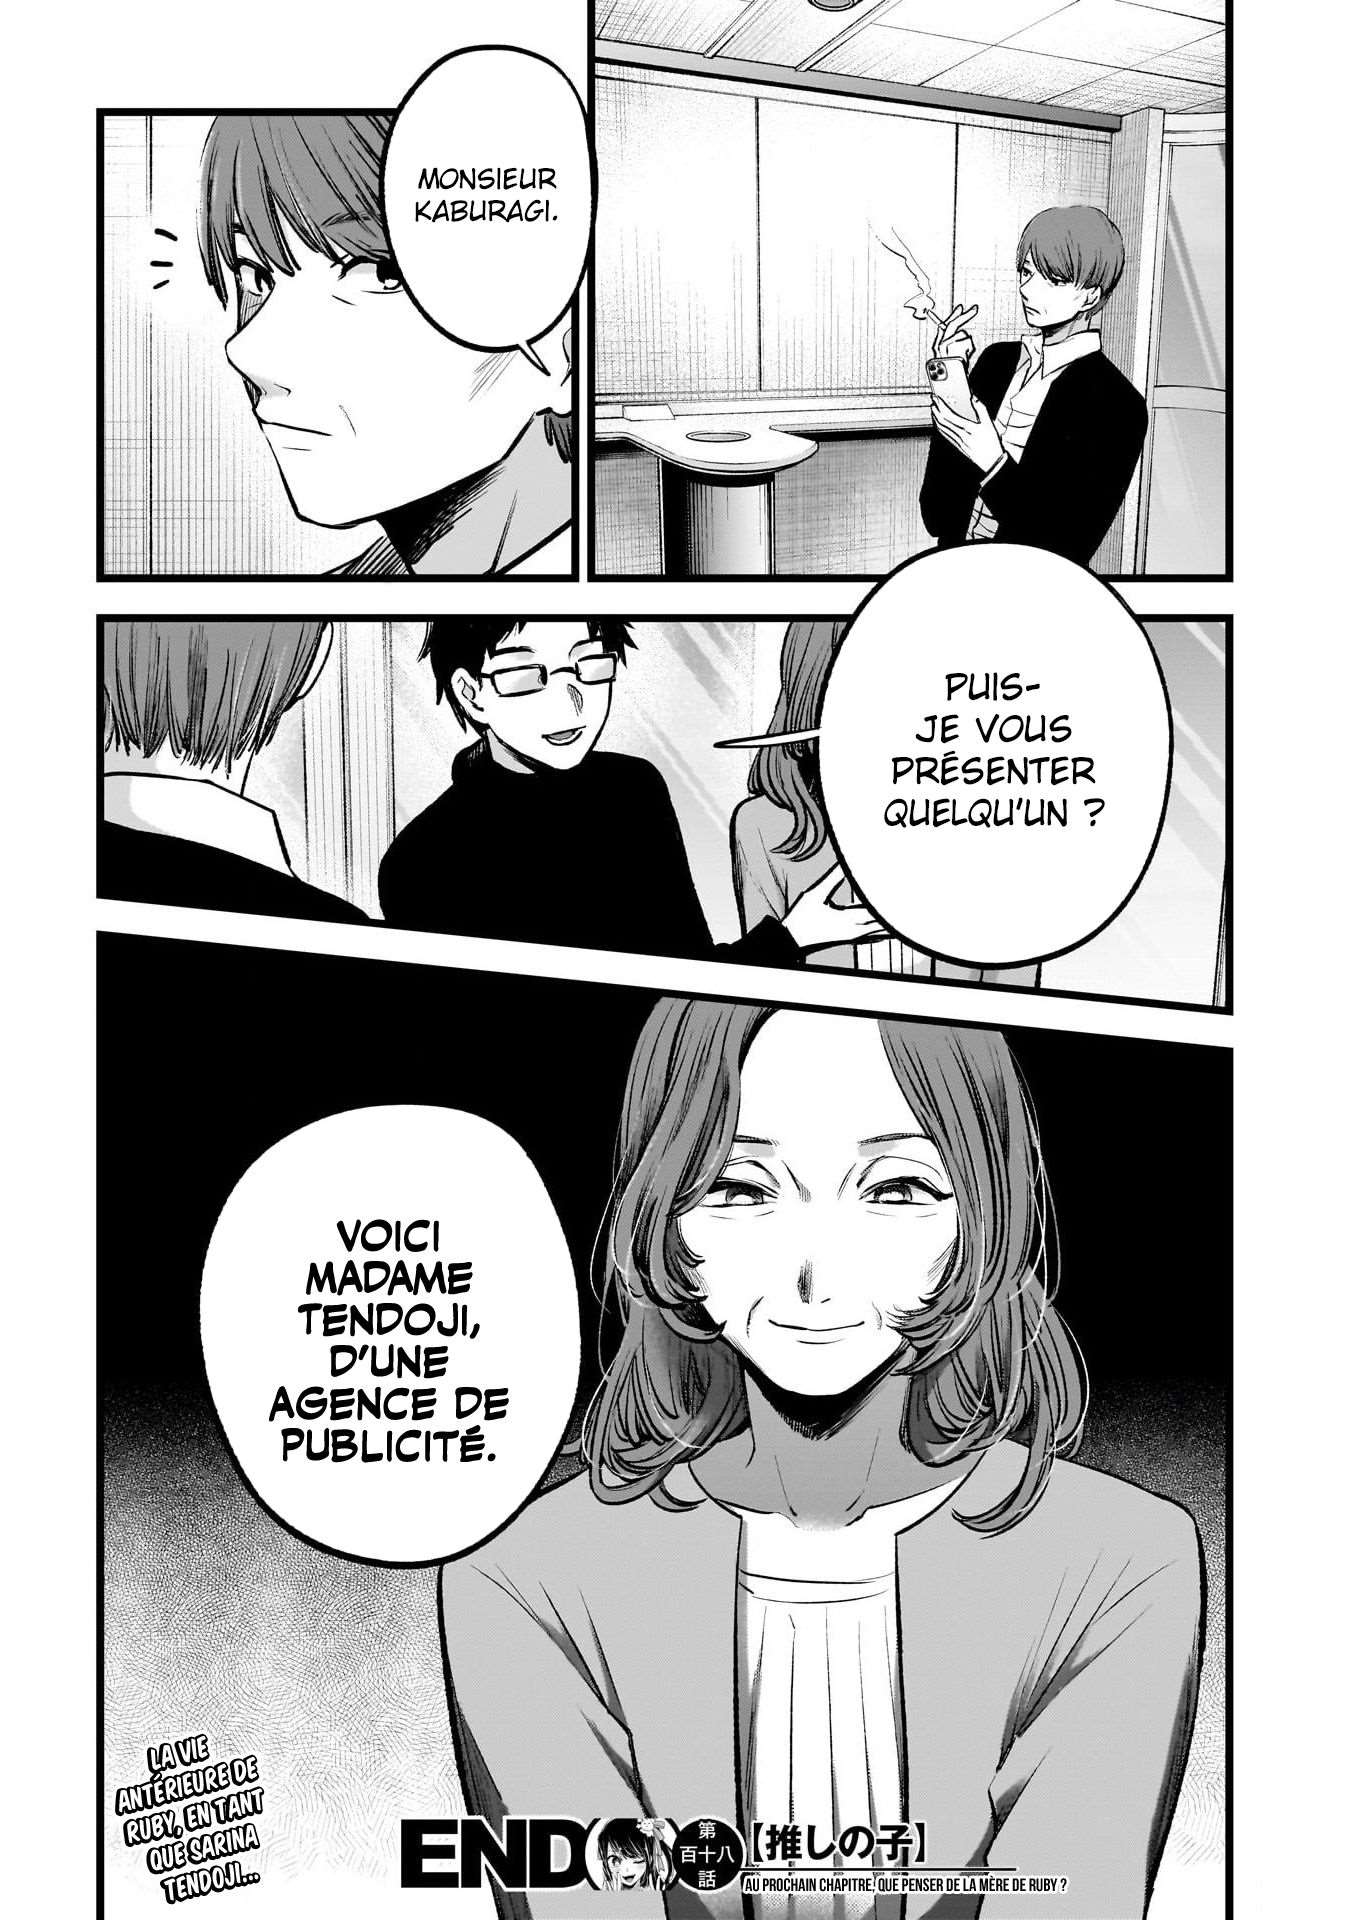 MONSIEUR
KABURAGI.
PUIS-
JE VOUS
PRÉSENTER
QUELQU'UN ?
VOICI
MADAME
TENDOJI,
D'UNE
AGENCE DE
PUBLICITÉ.
LA VIE
ANTÉRIEURE DE
RUBY, EN TANT
QUE SARINA
TENDOJI...
END
第
百十八
話
【推しの子】
AU PROCHAIN CHAPITRE, QUE PENSER DE LA MÈRE DE RUBY ?